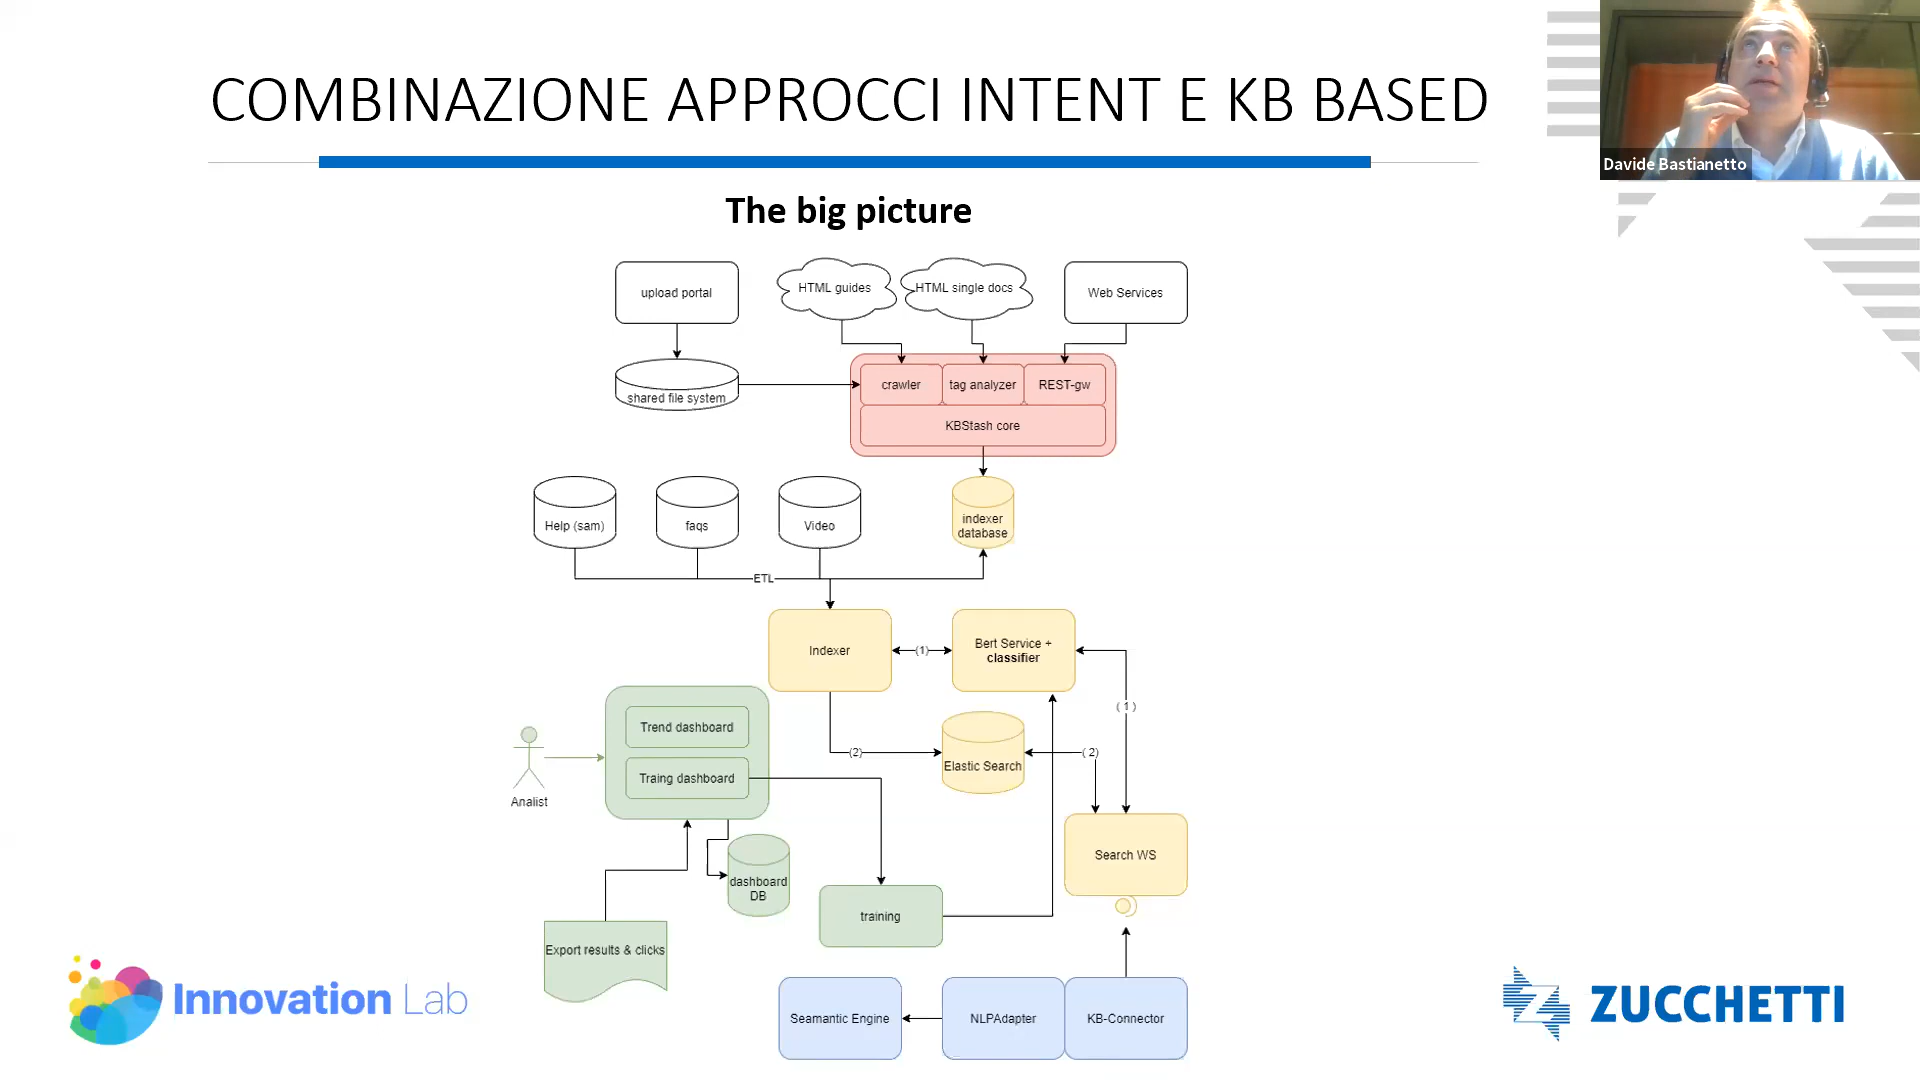 COMBINAZIONE APPROCCI INTENT E KB BASED
Davide Bastianetto
The big picture
upload portal
HTML guides
HTML single docs
Web Services
shared file system
crawler
tag analyzer
REST-gw
KBStash core
Help (sam)
faqs
Video
indexer
database
ETL
Indexer
(1)
Bert Service +
classifier
( 1 )
Trend dashboard
Traing dashboard
Analist
(2)
Elastic Search
( 2)
dashboard
DB
Search WS
training
Export results & clicks
Seamantic Engine
NLPAdapter
KB-Connector
Innovation Lab
ZUCCHETTI